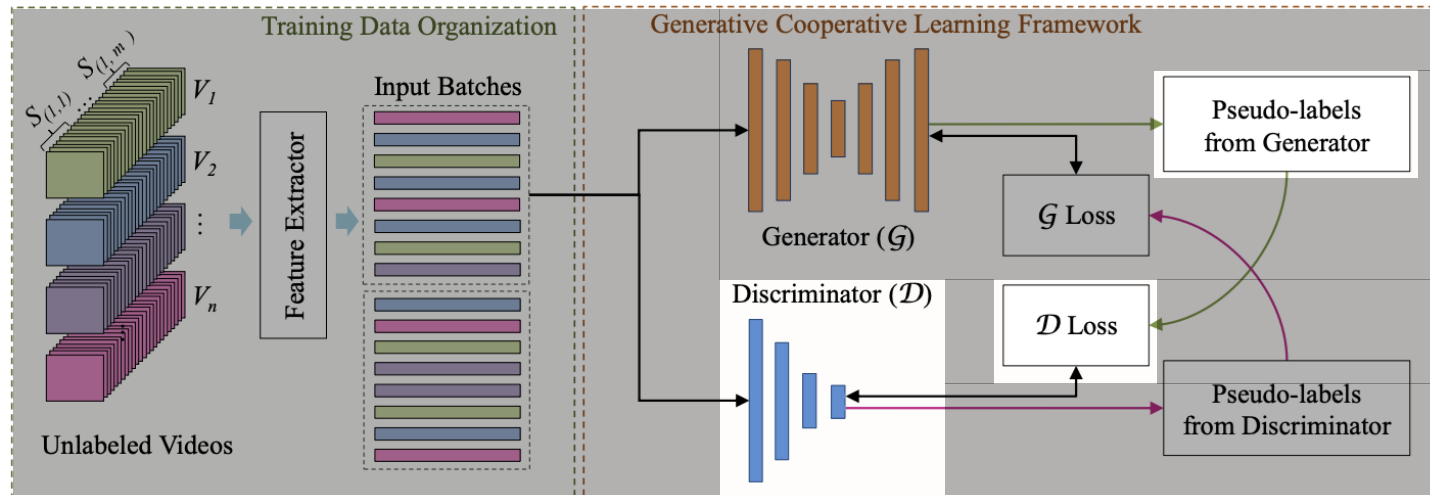 Training Data Organization
Generative Cooperative Learning Framework
S(1,1) ... S(1,m)
V1
V2
⋮
Vn
Unlabeled Videos
Feature Extractor
Input Batches
Generator (𝒢)
Pseudo-labels
from Generator
𝒢 Loss
Discriminator (𝒟)
𝒟 Loss
Pseudo-labels
from Discriminator